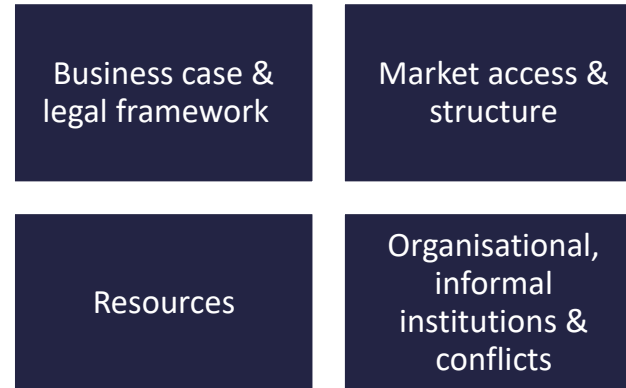 Business case &
legal framework
Market access &
structure
Resources
Organisational,
informal
institutions &
conflicts